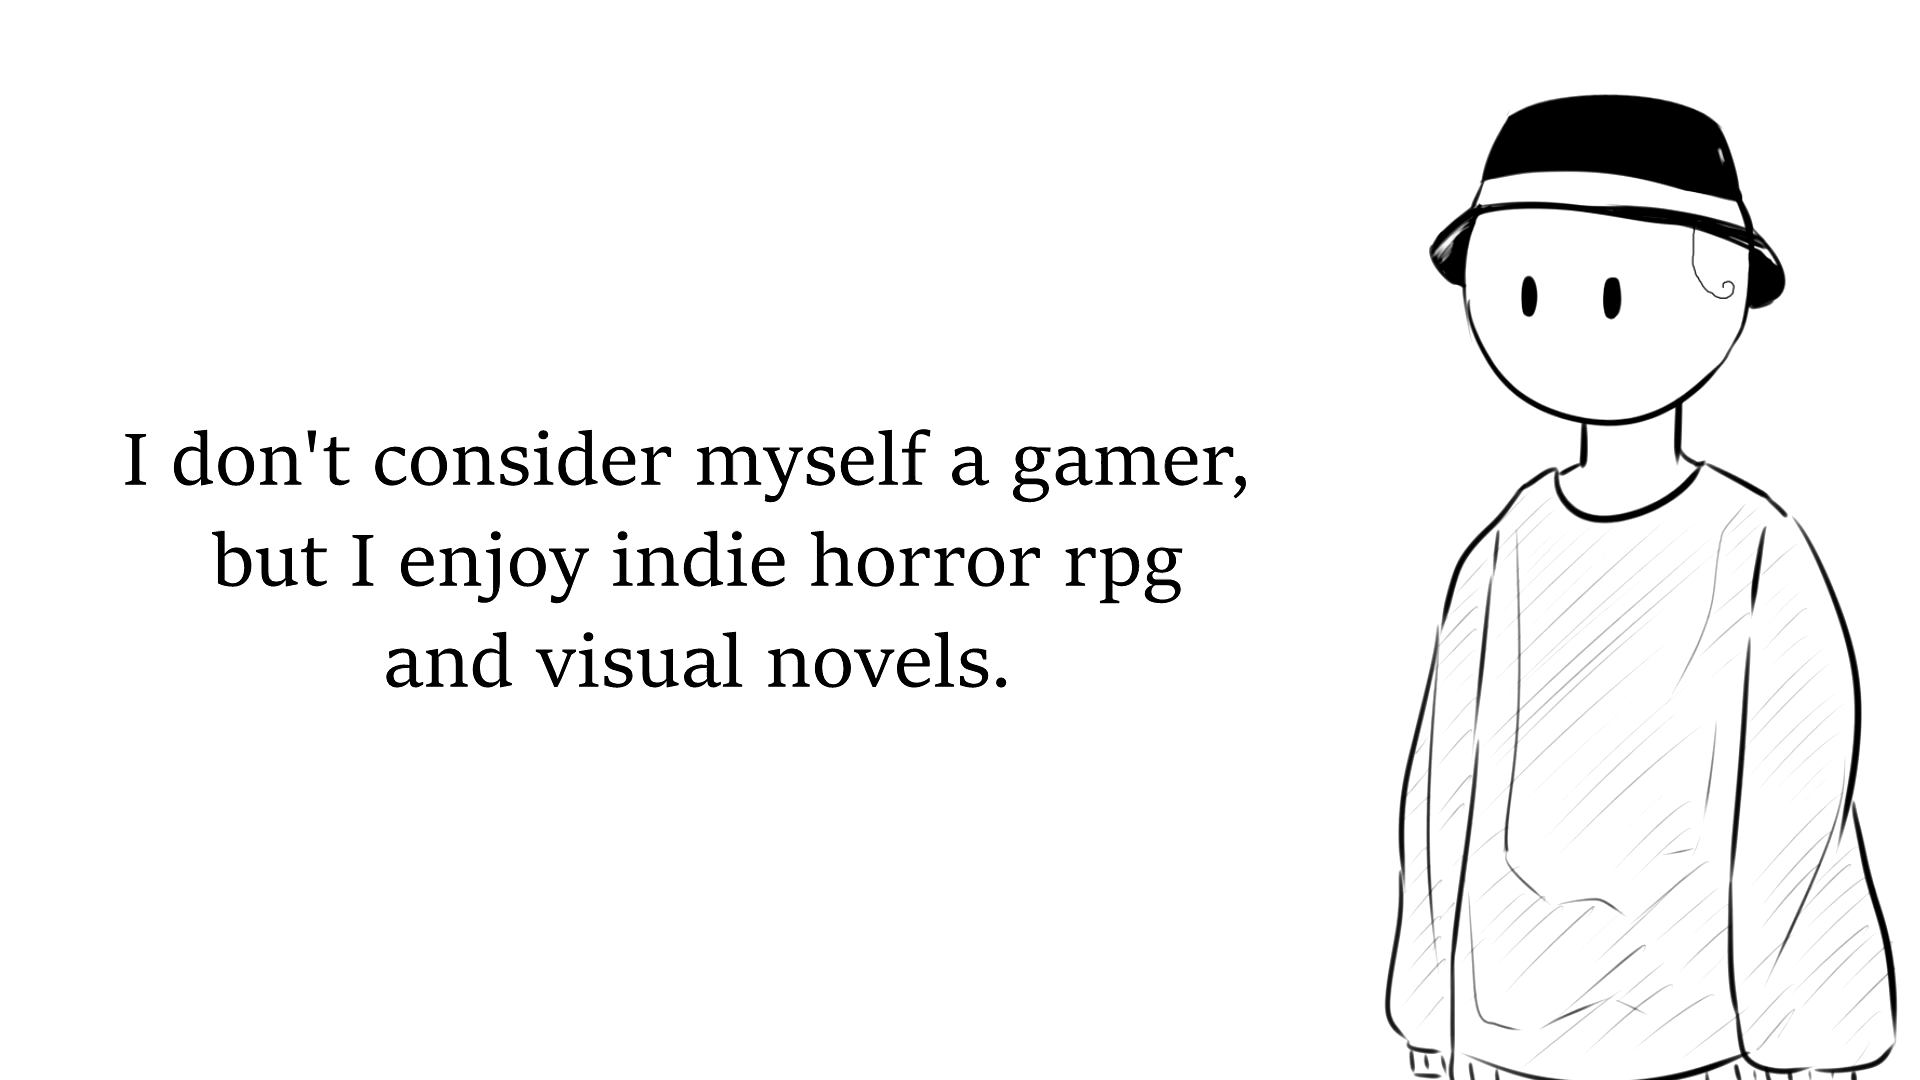 I don't consider myself a gamer,
but I enjoy indie horror rpg
and visual novels.